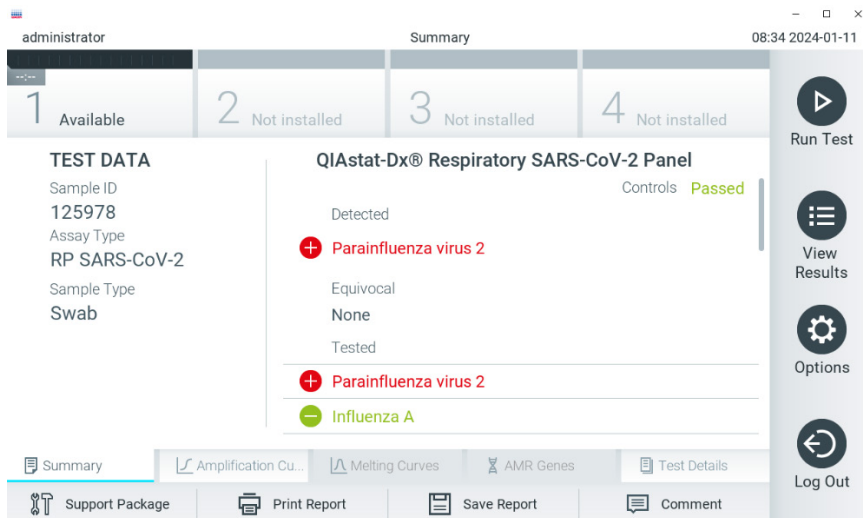 administrator
Summary
08:34 2024-01-11
--:--
1 Available
2 Not installed
3 Not installed
4 Not installed
Run Test
TEST DATA
Sample ID
125978
Assay Type
RP SARS-CoV-2
Sample Type
Swab
QIAstat-Dx® Respiratory SARS-CoV-2 Panel
Controls Passed
Detected
Parainfluenza virus 2
Equivocal
None
Tested
Parainfluenza virus 2
Influenza A
View
Results
Options
Log Out
Summary
Amplification Cu...
Melting Curves
AMR Genes
Test Details
Support Package
Print Report
Save Report
Comment